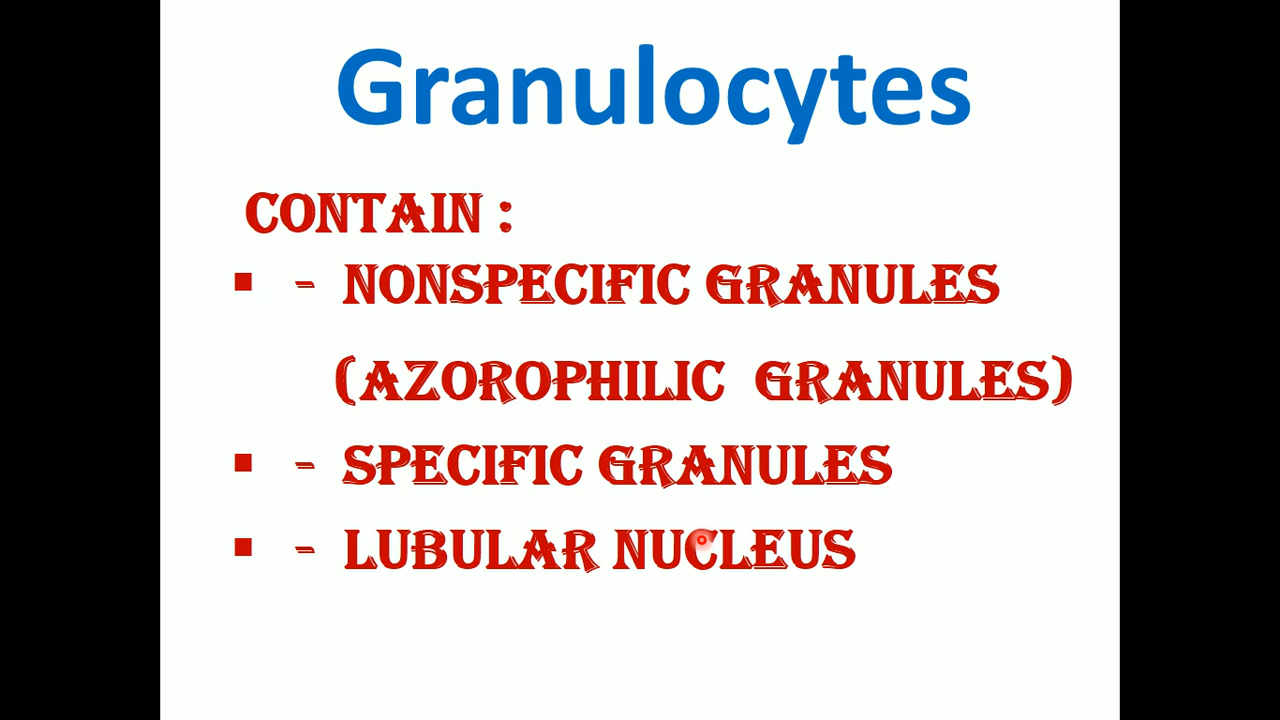 Granulocytes
CONTAIN :
▪ - NONSPECIFIC GRANULES
(AZOROPHILIC GRANULES)
▪ - SPECIFIC GRANULES
▪ - LUBULAR NUCLEUS